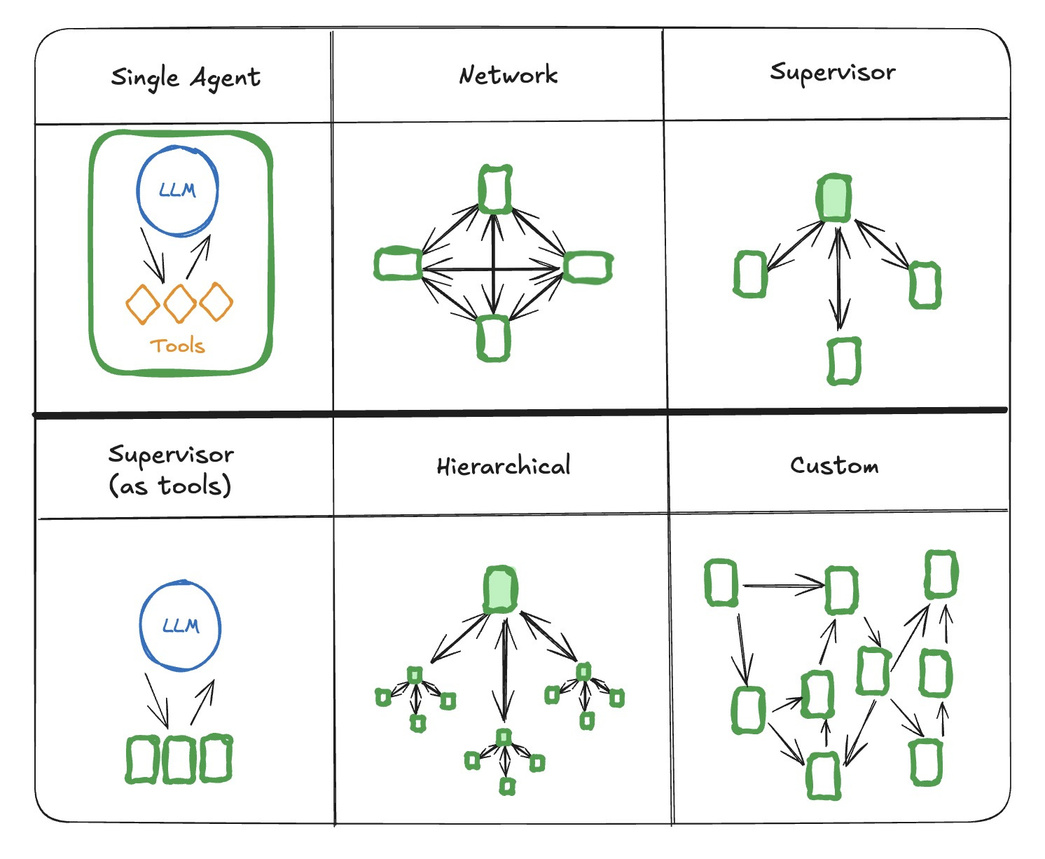 Single Agent
Network
Supervisor
LLM
Tools
Supervisor
(as tools)
Hierarchical
Custom
LLM